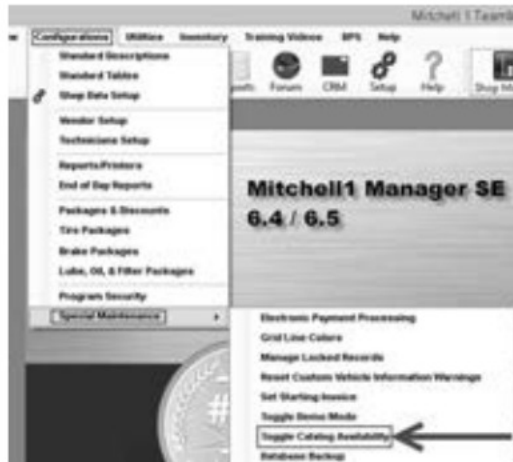 Mitchell 1 Teamw
Configurations Utilities Inventory Training Videos BPS Help
Standard Descriptions
Standard Tables
Shop Data Setup
Vendor Setup
Technicians Setup
Reports/Printers
End of Day Reports
Packages & Discounts
Tire Packages
Brake Packages
Lube, Oil, & Filter Packages
Program Security
Special Maintenance
Forum CRM Setup Help Shop M
Mitchell1 Manager SE
6.4 / 6.5
Electronic Payment Processing
Grid Line Colors
Manage Locked Records
Reset Custom Vehicle Information Warnings
Set Starting Invoice
Toggle Demo Mode
Toggle Catalog Availability
Database Backup
#